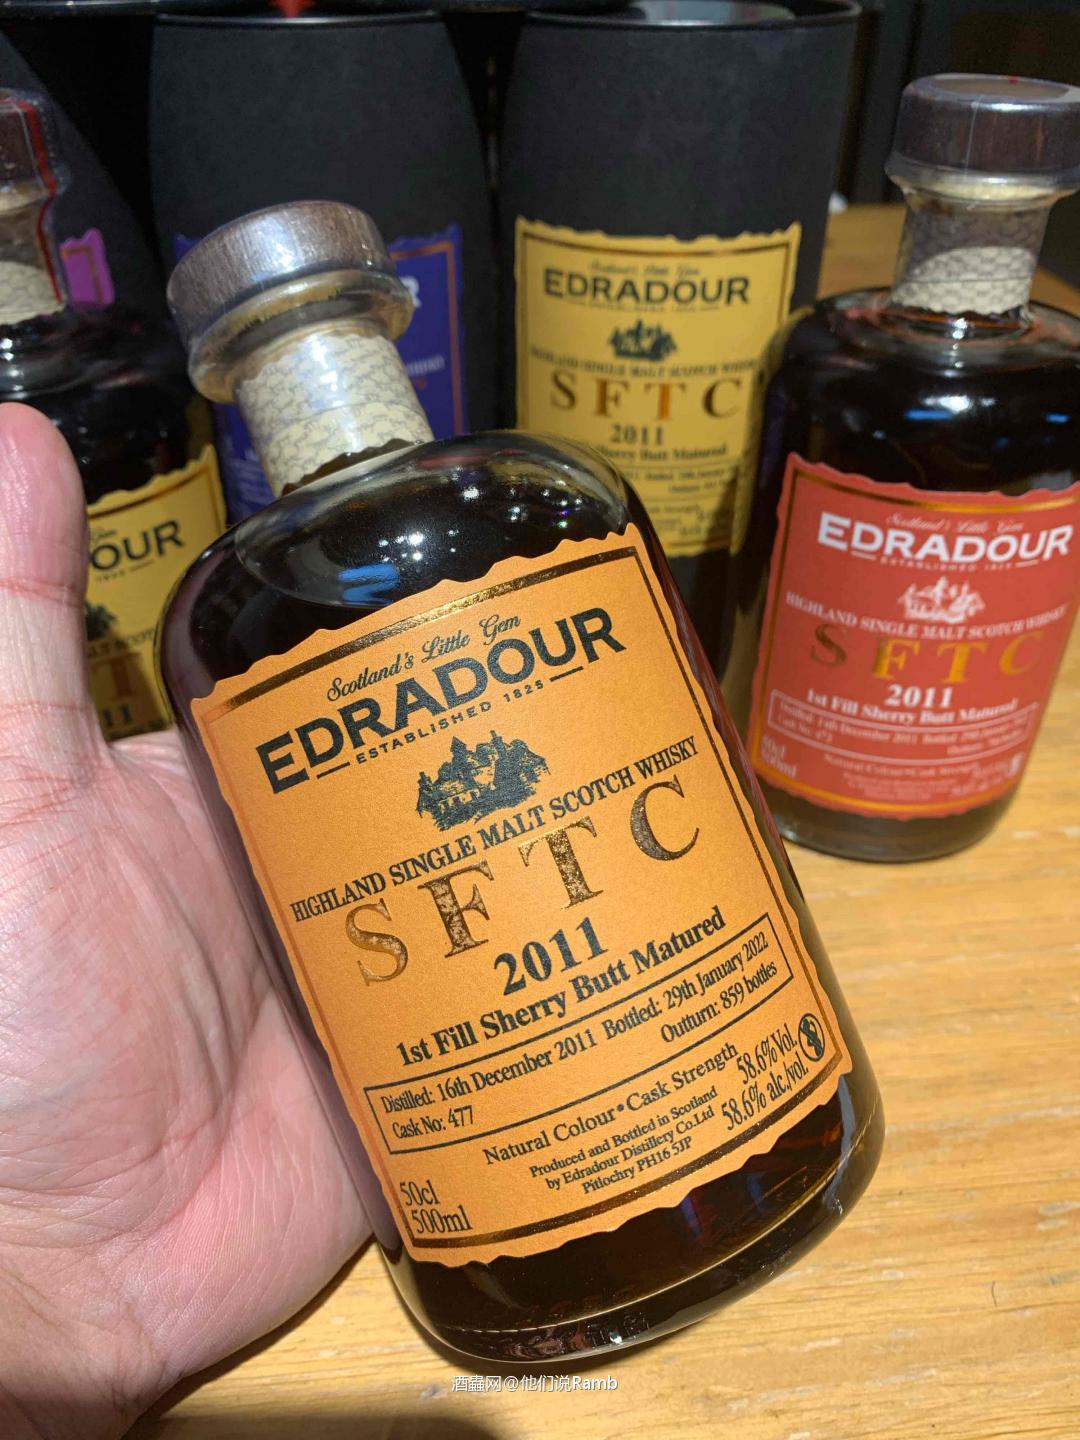 EDRADOUR
HIGHLAND SINGLE MALT SCOTCH WHISKY
S F T C
2011
Sherry Butt Matured
OUR
11
Scotland's Little Gem
EDRADOUR
ESTABLISHED 1825
HIGHLAND SINGLE MALT SCOTCH WHISKY
S F T C
2011
1st Fill Sherry Butt Matured
Distilled: 16th December 2011 Bottled: 29th January 2022
Cask No: 477 Outturn: 859 bottles
Natural Colour•Cask Strength
58.6%Vol.
58.6% alc./vol.
Produced and Bottled in Scotland
by Edradour Distillery Co.Ltd
Pitlochry PH16 5JP
50cl
500ml
Scotland's Little Gem
EDRADOUR
ESTABLISHED 1825
HIGHLAND SINGLE MALT SCOTCH WHISKY
S F T C
2011
1st Fill Sherry Butt Matured
Natural Colour
酒蟲网@他们说Ramb